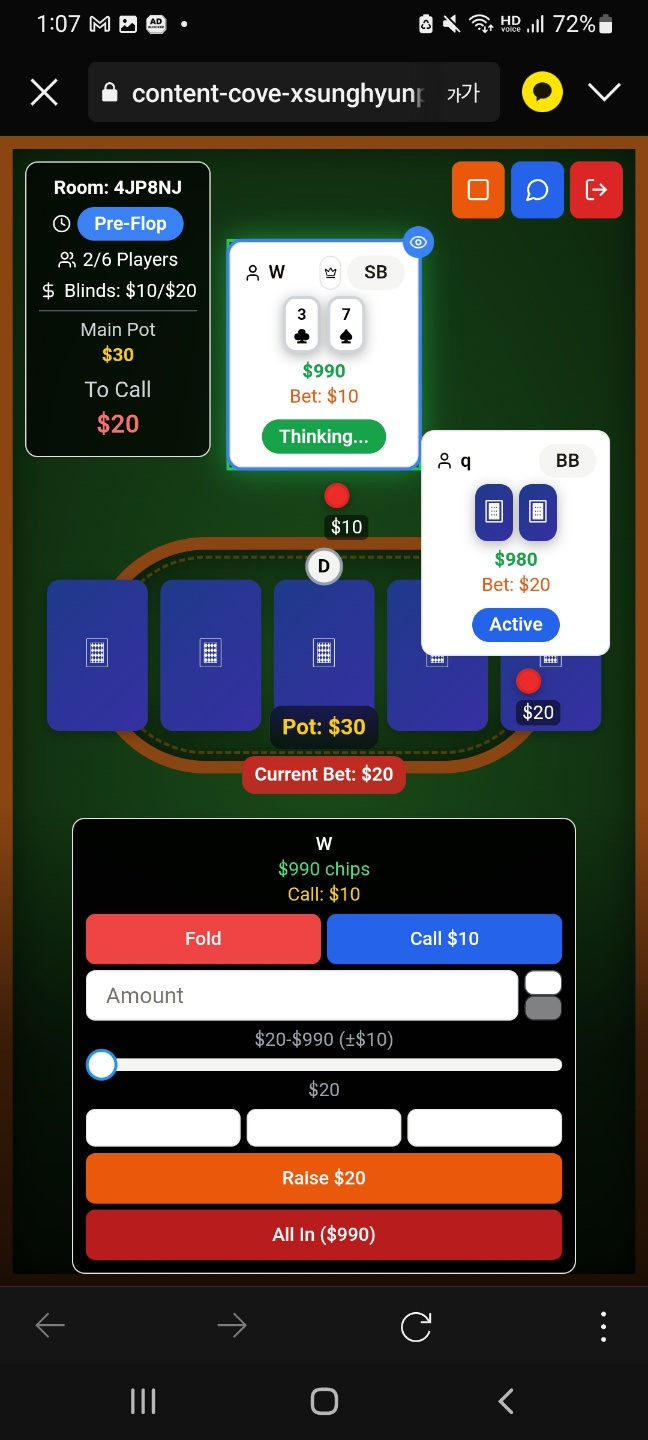 1:07
AD
HD
voice
72%
content-cove-xsunghyunp
가가
Room: 4JP8NJ
Pre-Flop
2/6 Players
$ Blinds: $10/$20
Main Pot
$30
To Call
$20
W
SB
3
7
$990
Bet: $10
Thinking...
$10
q
BB
$980
Bet: $20
Active
$20
D
Pot: $30
Current Bet: $20
W
$990 chips
Call: $10
Fold
Call $10
Amount
$20-$990 (±$10)
$20
Raise $20
All In ($990)